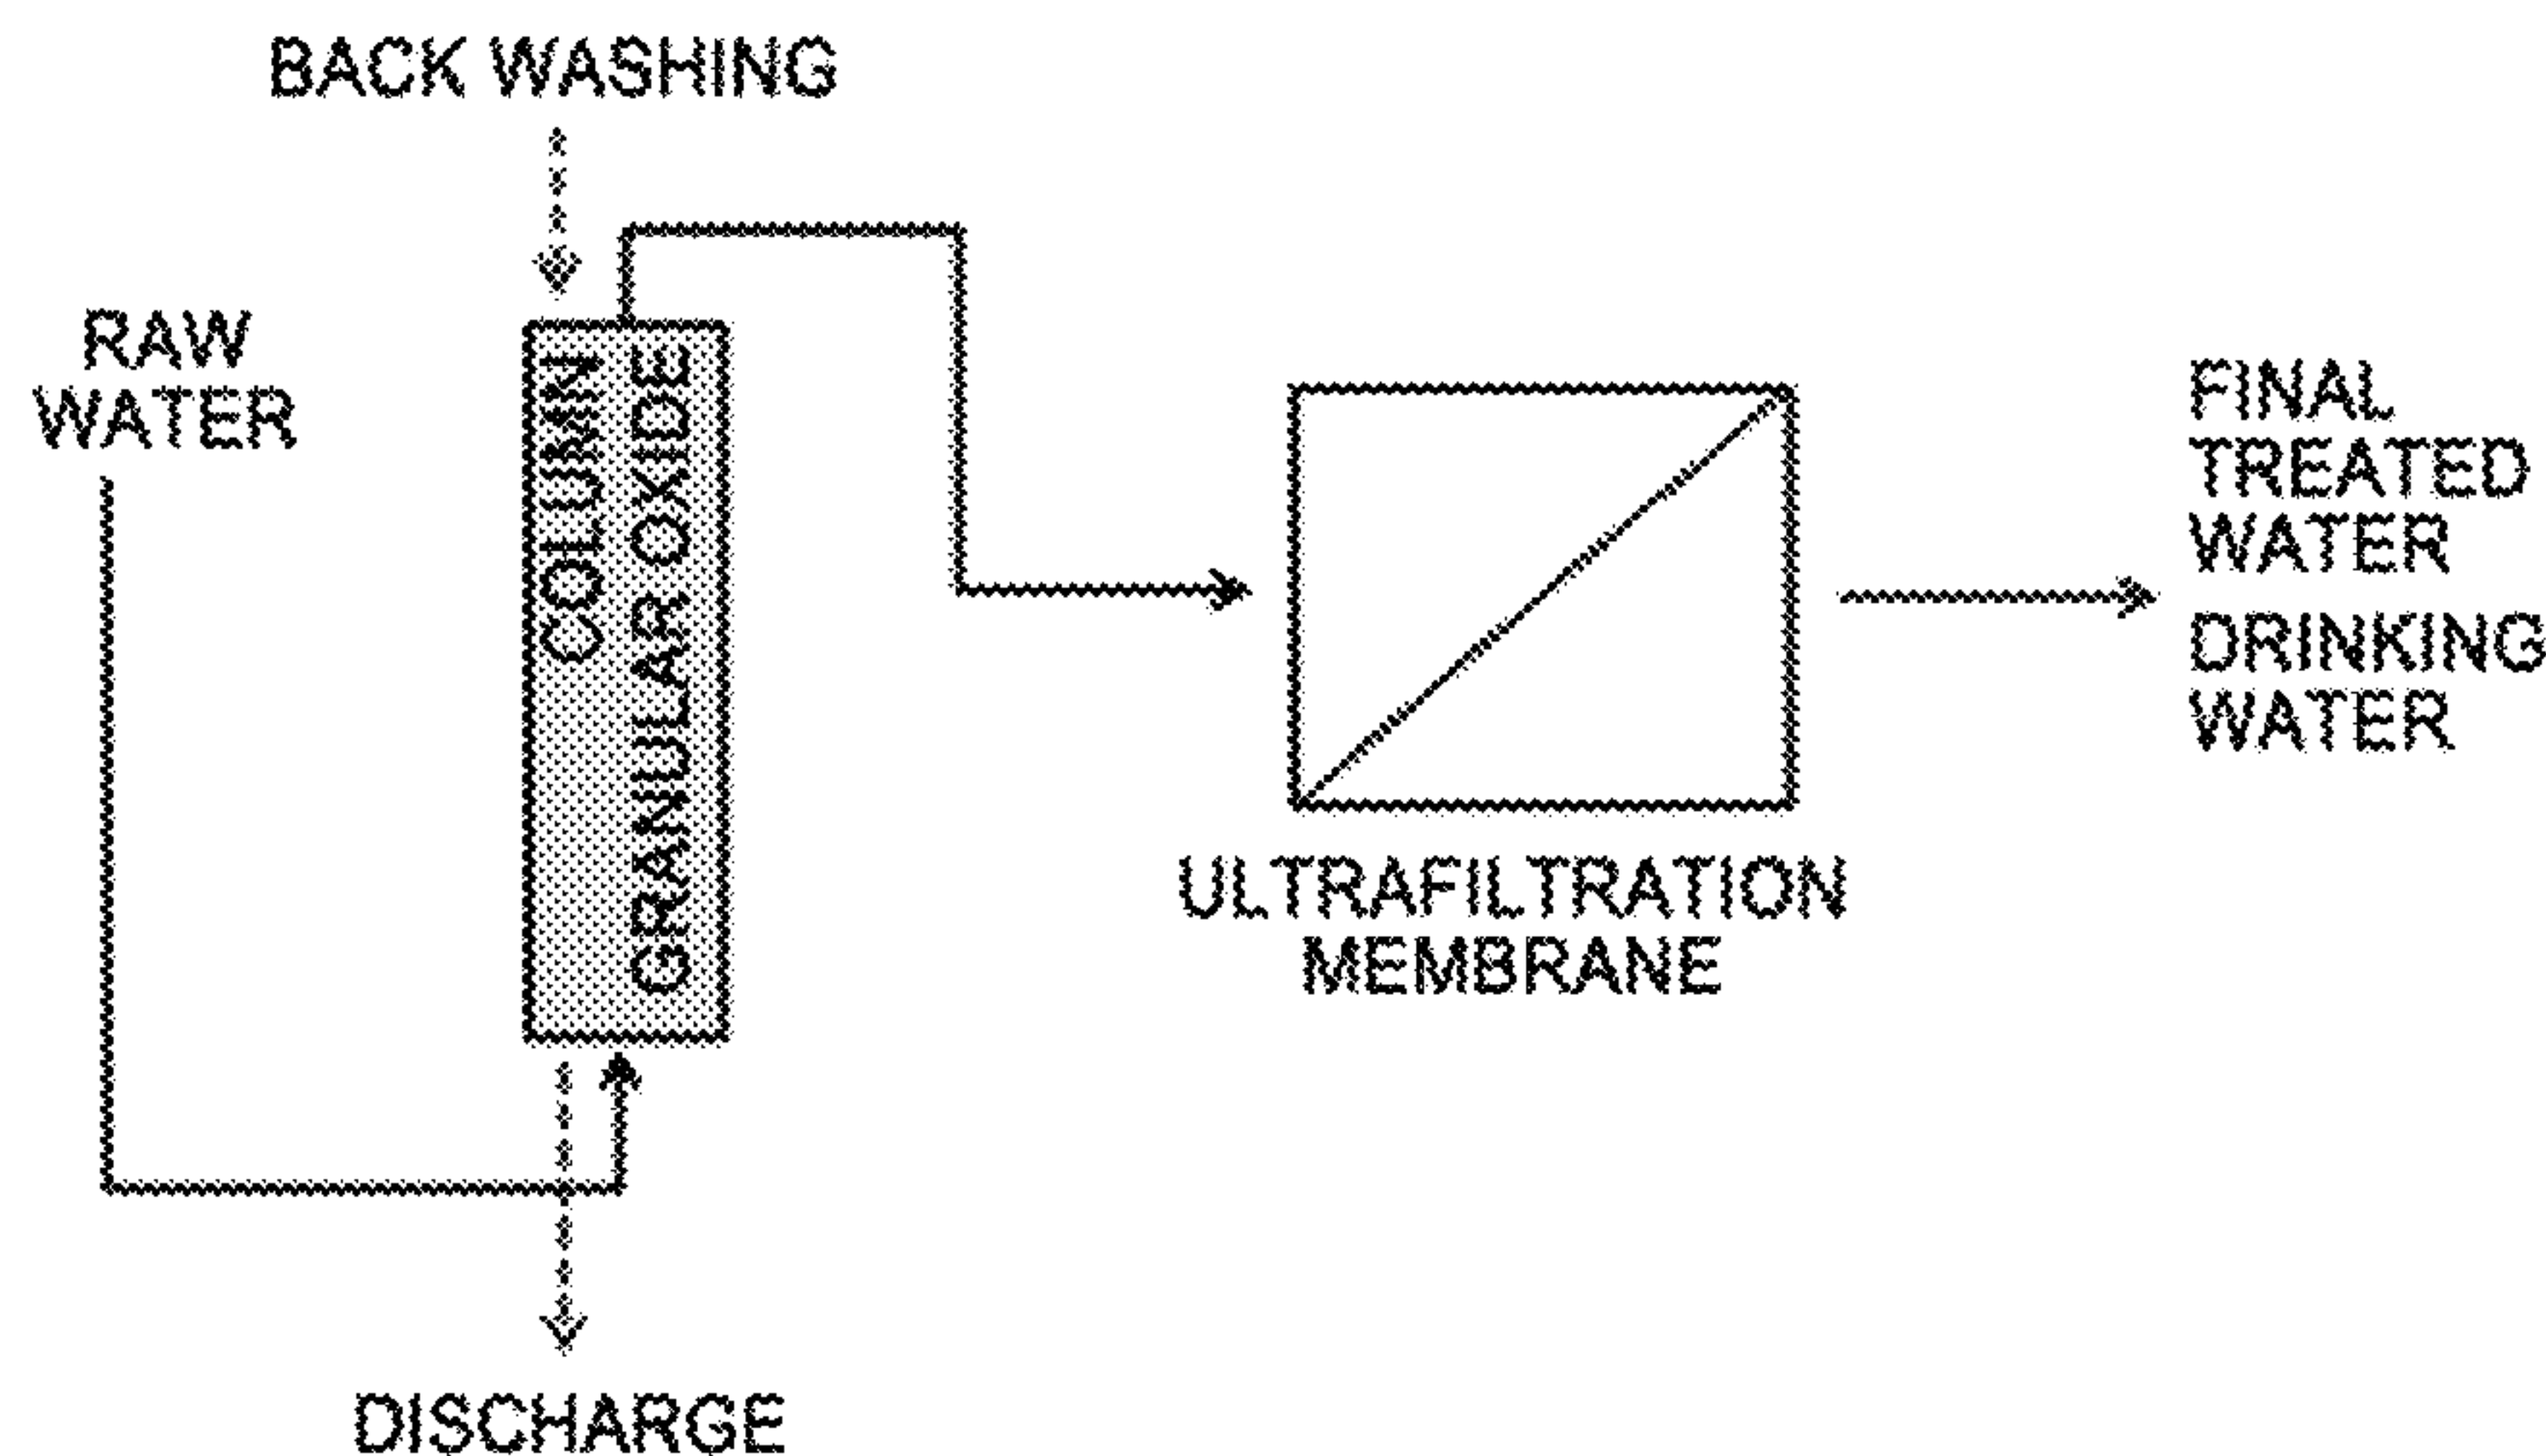 BACK WASHING
RAW
WATER
COLUMN
GRANULAR OXIDE
FINAL
TREATED
WATER
DRINKING
WATER
ULTRAFILTRATION
MEMBRANE
DISCHARGE